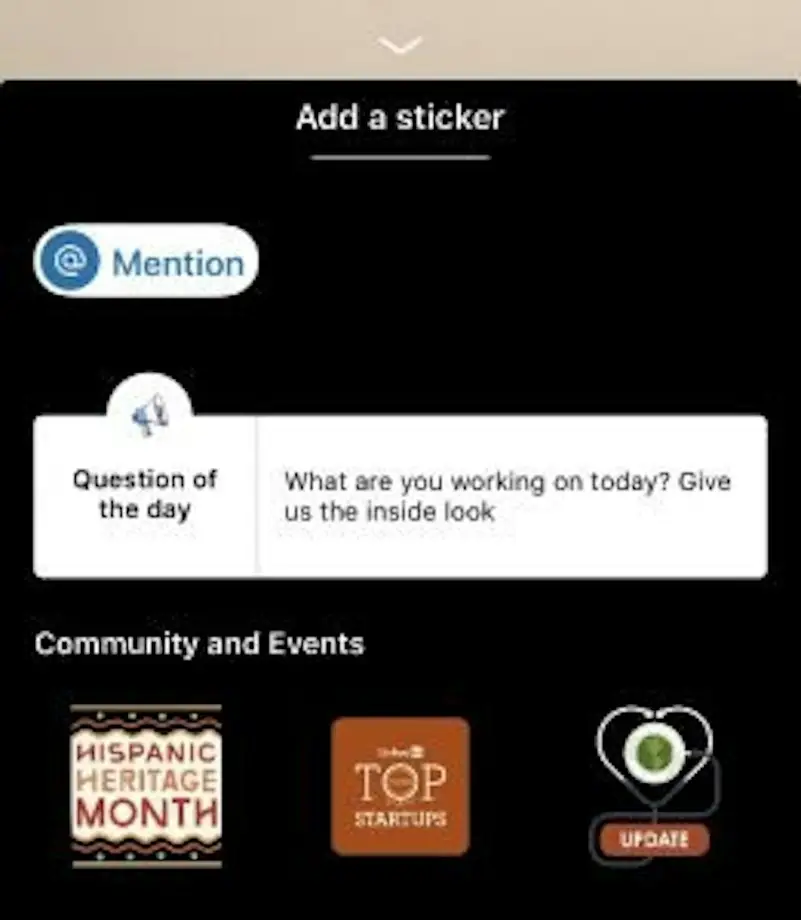 Add a sticker
@ Mention
Question of
the day
What are you working on today? Give
us the inside look
Community and Events
HISPANIC
HERITAGE
MONTH
TOP
STARTUPS
UPDATE